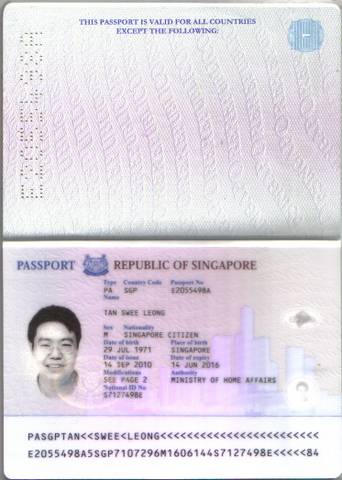 THIS PASSPORT IS VALID FOR ALL COUNTRIES
EXCEPT THE FOLLOWING:
PASSPORT REPUBLIC OF SINGAPORE
Type Country Code Passport No
PA SGP E2055498A
Name
TAN SWEE LEONG
Sex Nationality
M SINGAPORE CITIZEN
Date of birth Place of birth
29 JUL 1971 SINGAPORE
Date of issue Date of expiry
14 SEP 2010 14 JUN 2016
Modifications Authority
SEE PAGE 2 MINISTRY OF HOME AFFAIRS
National ID No
S7127498E
PASGPTAN<<SWEE<LEONG<<<<<<<<<<<<<<<<<<<<<<<<
E2055498A5SGP7107296M1606144S7127498E<<<<<84